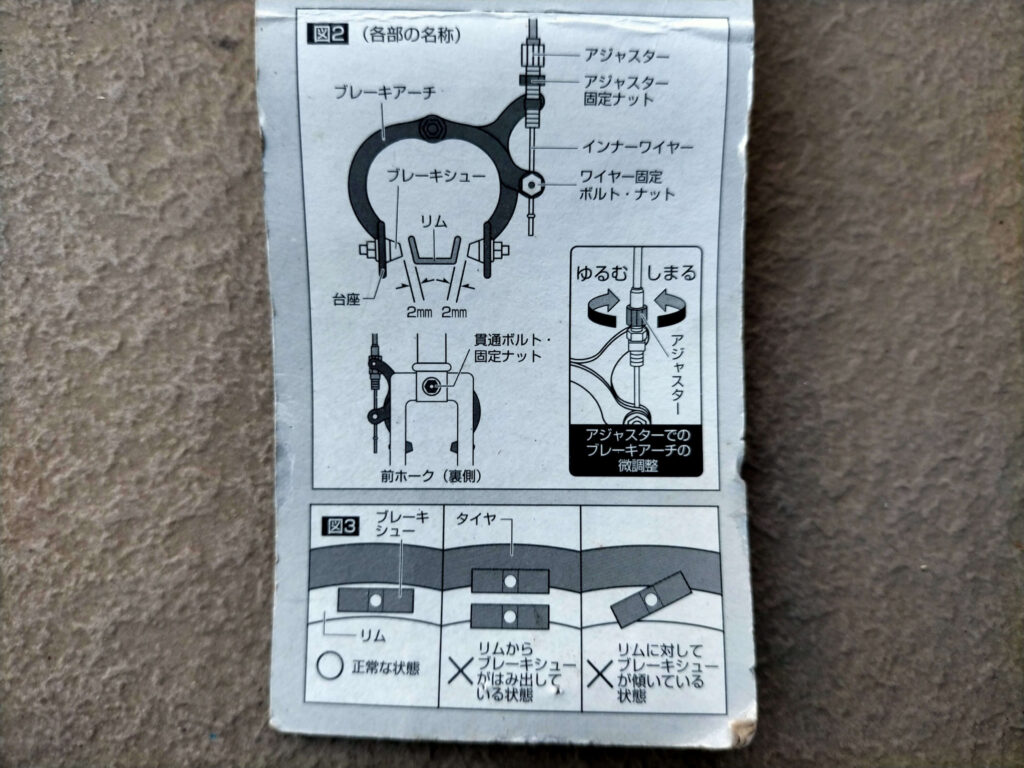 図2 (各部の名称)
アジャスター
アジャスター
固定ナット
ブレーキアーチ
インナーワイヤー
ブレーキシュー
ワイヤー固定
ボルト・ナット
リム
台座
2mm 2mm
ゆるむ しまる
アジャスター
アジャスターでの
ブレーキアーチの
微調整
貫通ボルト・
固定ナット
前ホーク(裏側)
図3
ブレーキ
シュー
リム
○ 正常な状態
タイヤ
× リムから
ブレーキシュー
がはみ出して
いる状態
× リムに対して
ブレーキシュー
が傾いている
状態